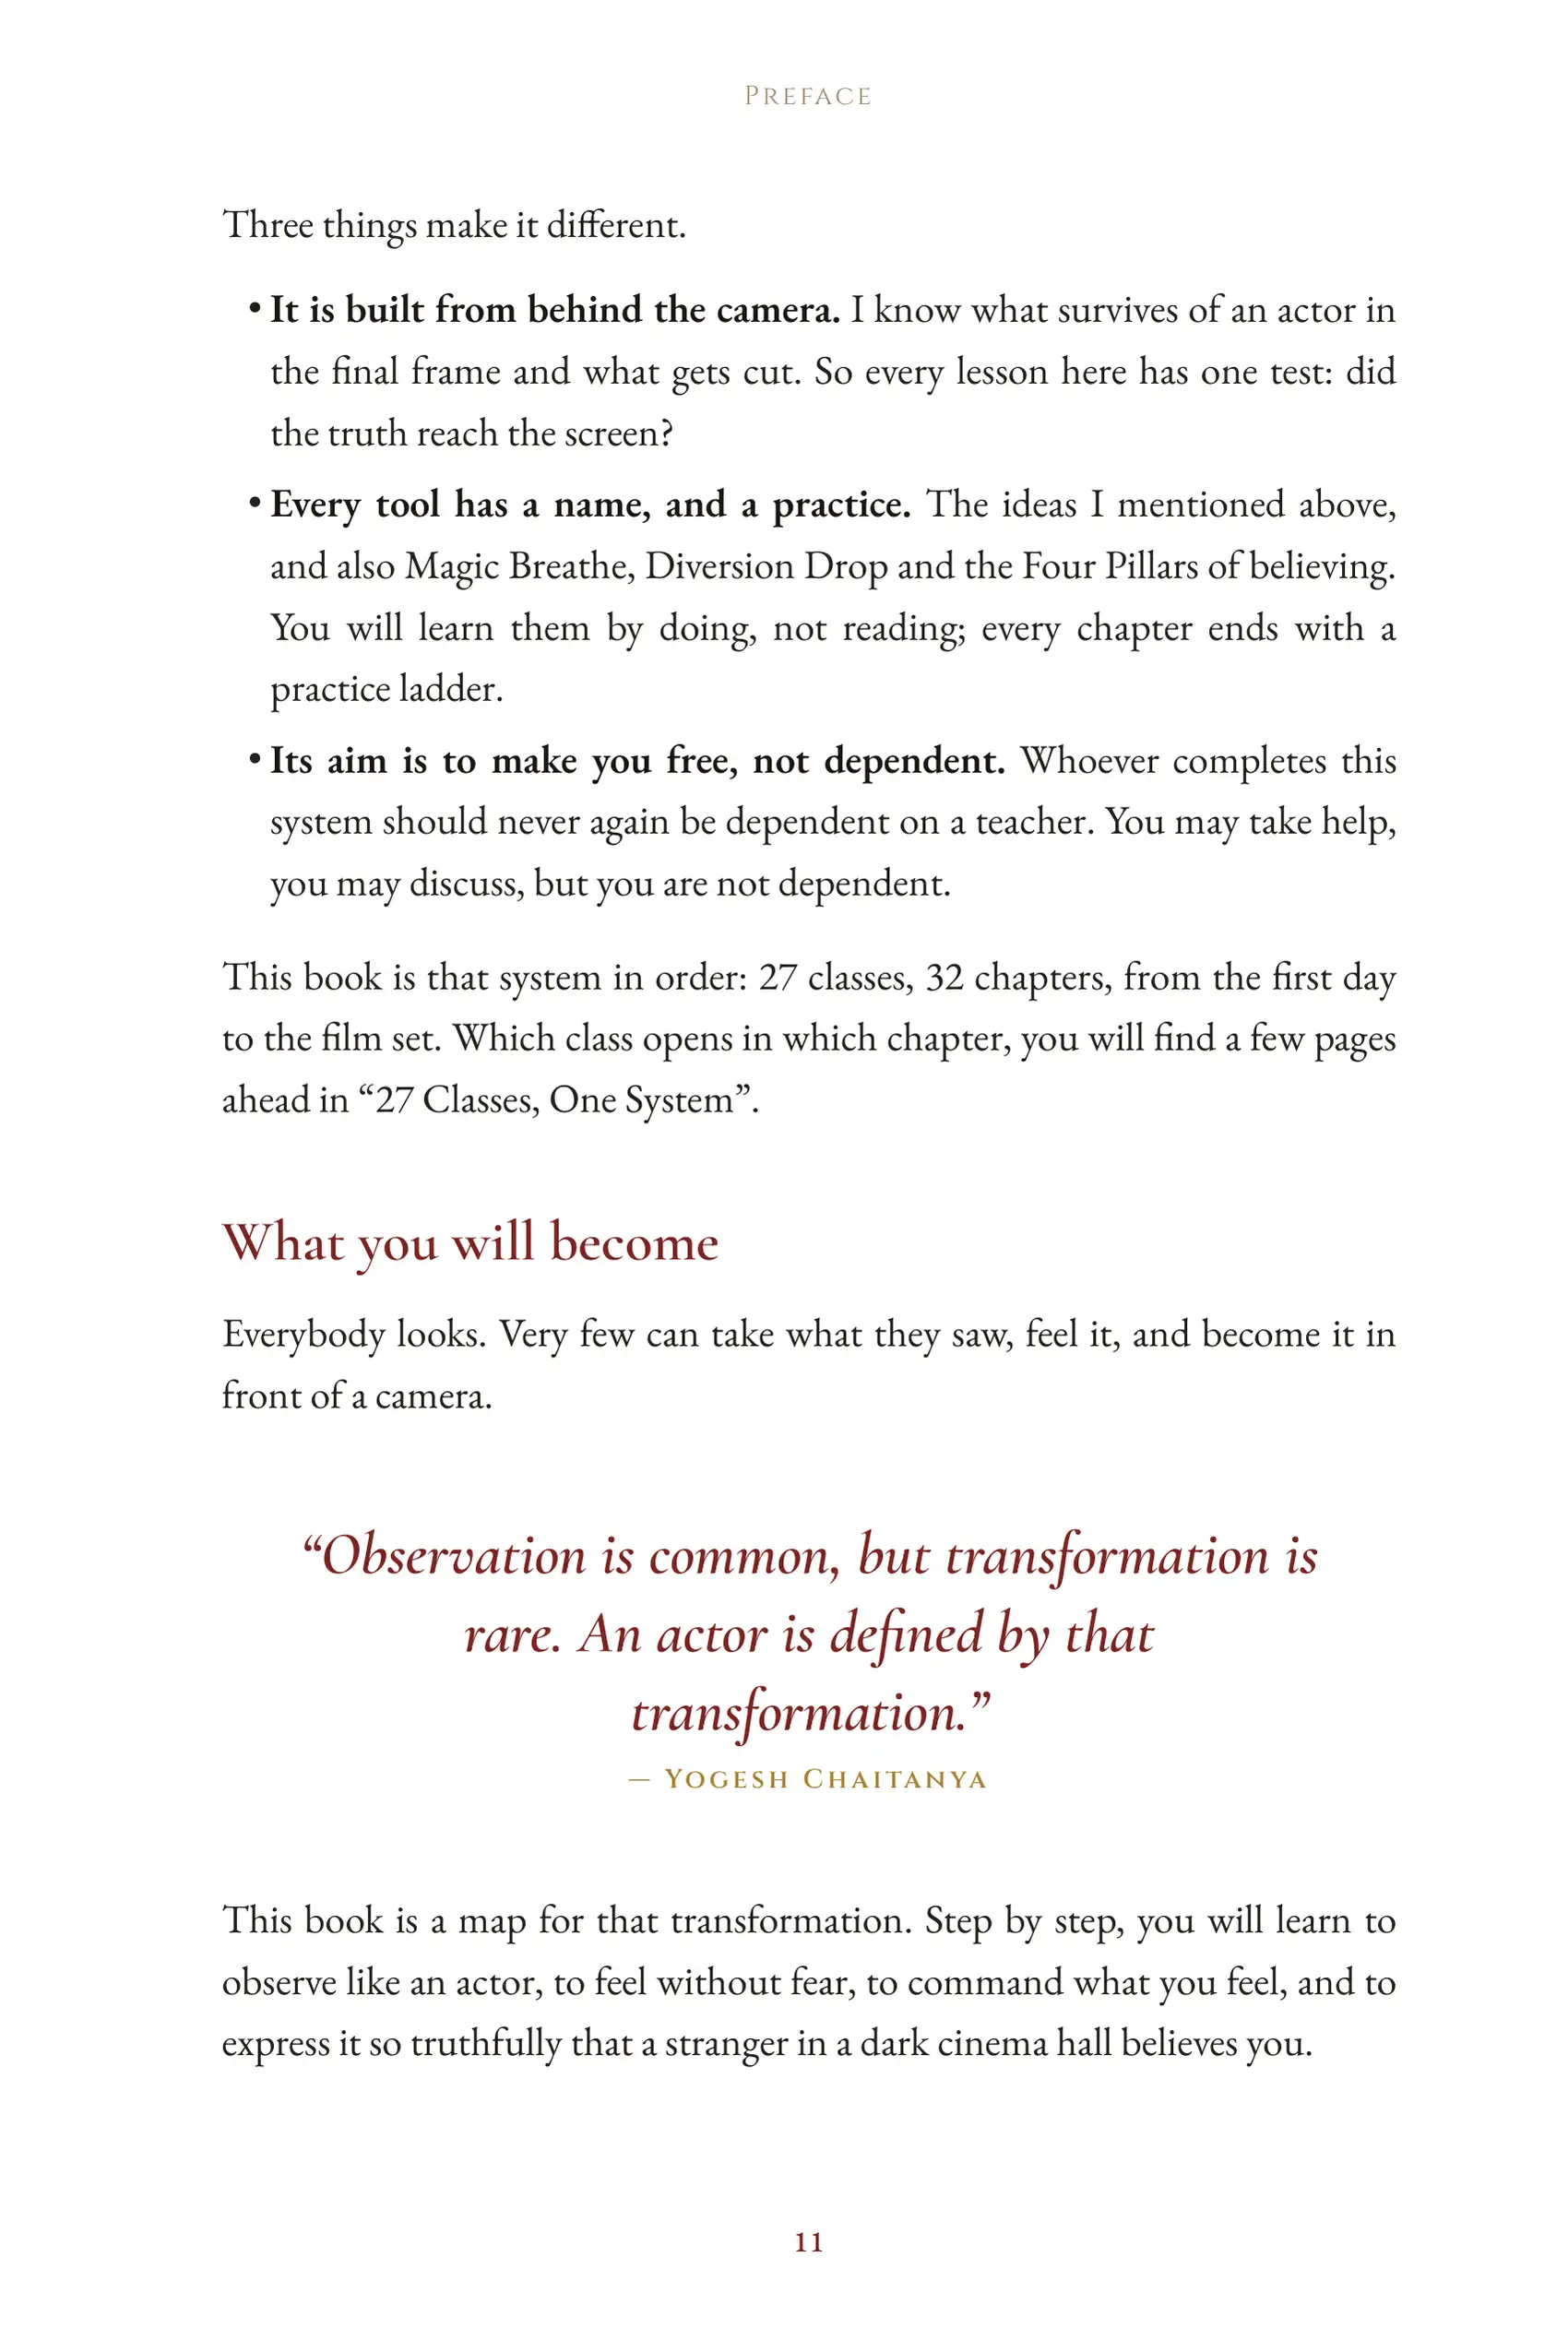 PREFACE
Three things make it different.
• It is built from behind the camera. I know what survives of an actor in
the final frame and what gets cut. So every lesson here has one test: did
the truth reach the screen?
• Every tool has a name, and a practice. The ideas I mentioned above,
and also Magic Breathe, Diversion Drop and the Four Pillars of believing.
You will learn them by doing, not reading; every chapter ends with a
practice ladder.
• Its aim is to make you free, not dependent. Whoever completes this
system should never again be dependent on a teacher. You may take help,
you may discuss, but you are not dependent.
This book is that system in order: 27 classes, 32 chapters, from the first day
to the film set. Which class opens in which chapter, you will find a few pages
ahead in “27 Classes, One System”.
What you will become
Everybody looks. Very few can take what they saw, feel it, and become it in
front of a camera.
“Observation is common, but transformation is
rare. An actor is defined by that
transformation.”
— YOGESH CHAITANYA
This book is a map for that transformation. Step by step, you will learn to
observe like an actor, to feel without fear, to command what you feel, and to
express it so truthfully that a stranger in a dark cinema hall believes you.
11